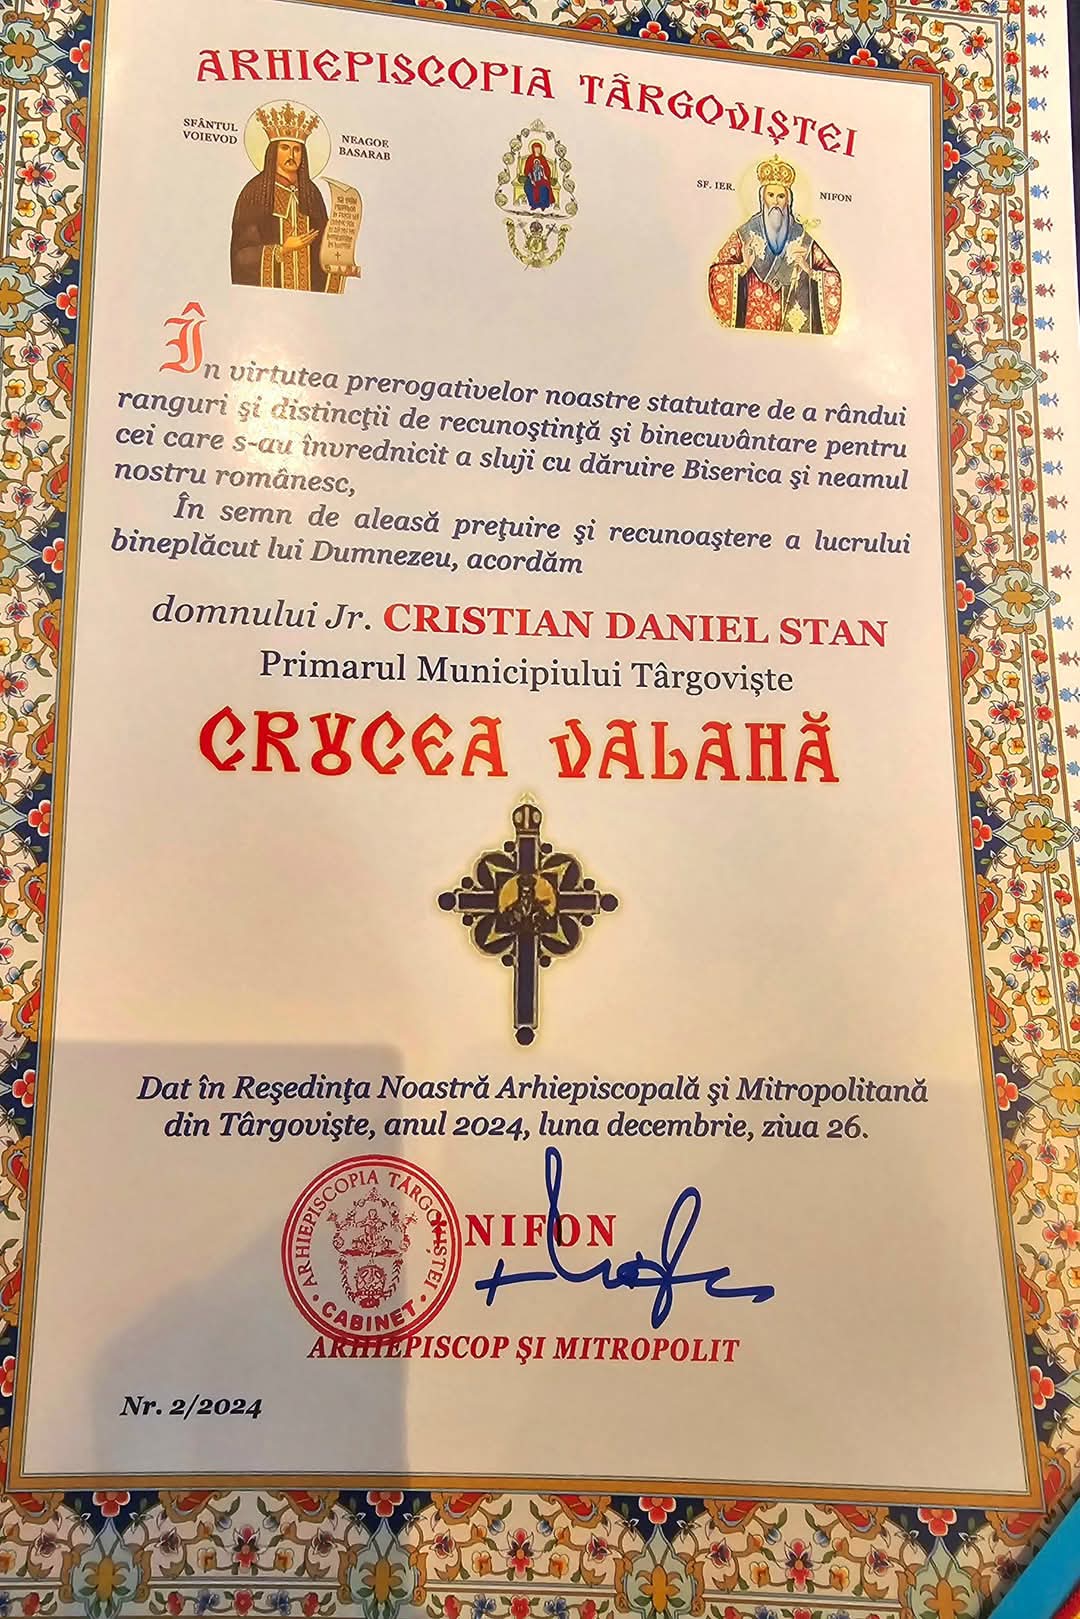 ARHIEPISCOPIA TÂRGOVIŞTEI
SFÂNTUL
VOIEVOD
NEAGOE
BASARAB
SF. IER.
NIFON
În virtutea prerogativelor noastre statutare de a rândui
ranguri şi distincţii de recunoştinţă şi binecuvântare pentru
cei care s-au învrednicit a sluji cu dăruire Biserica şi neamul
nostru românesc,
În semn de aleasă preţuire şi recunoaştere a lucrului
bineplăcut lui Dumnezeu, acordăm
domnului Jr. CRISTIAN DANIEL STAN
Primarul Municipiului Târgovişte
CRUCEA VALAHĂ
Dat în Reşedinţa Noastră Arhiepiscopală şi Mitropolitană
din Târgovişte, anul 2024, luna decembrie, ziua 26.
ARHIEPISCOPIA TÂRGOVIŞTEI
CABINET
NIFON
ARHIEPISCOP ŞI MITROPOLIT
Nr. 2/2024